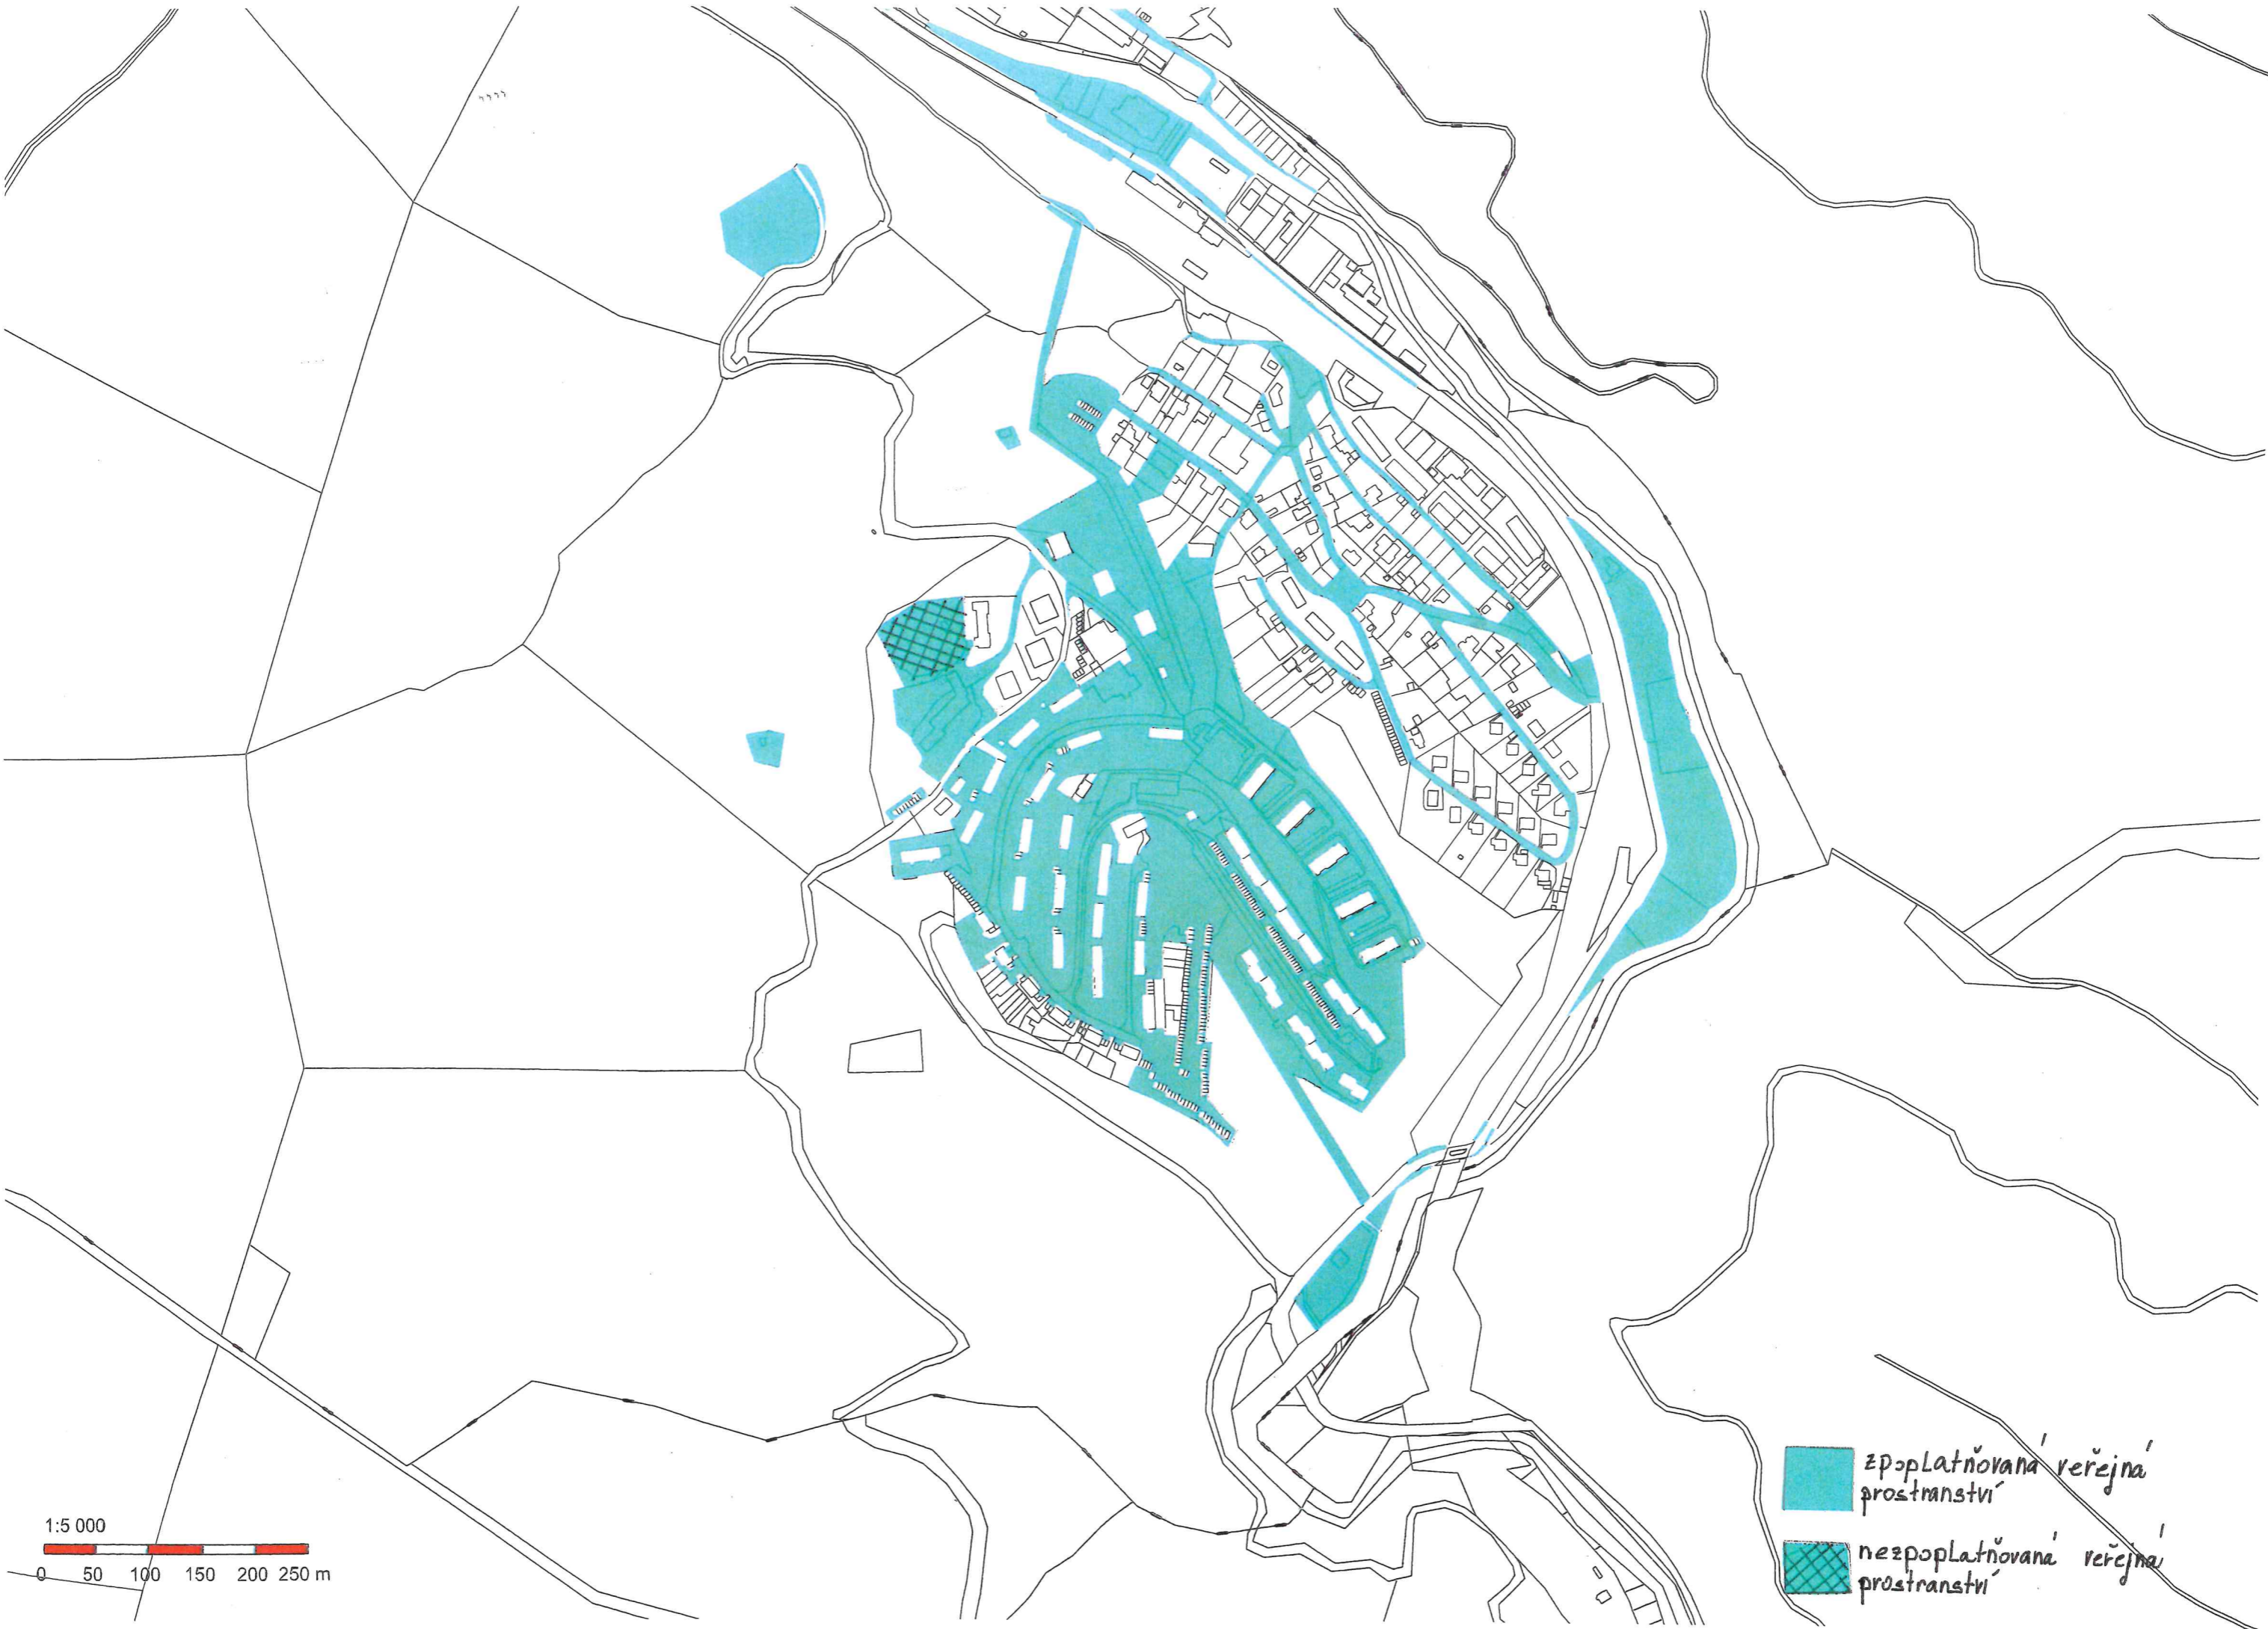 1:5 000
0 50 100 150 200 250 m
zpoplatňovaná veřejná
prostranství
nezpoplatňovaná veřejná
prostranství